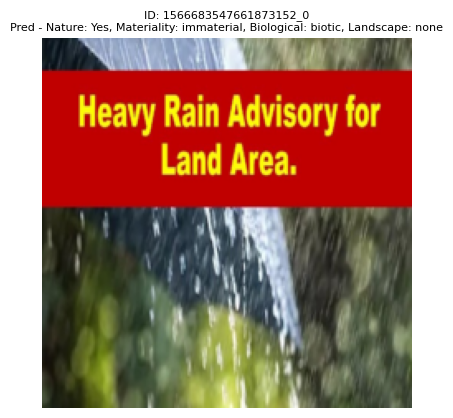 ID: 1566683547661873152_0
Pred - Nature: Yes, Materiality: immaterial, Biological: biotic, Landscape: none
Heavy Rain Advisory for
Land Area.